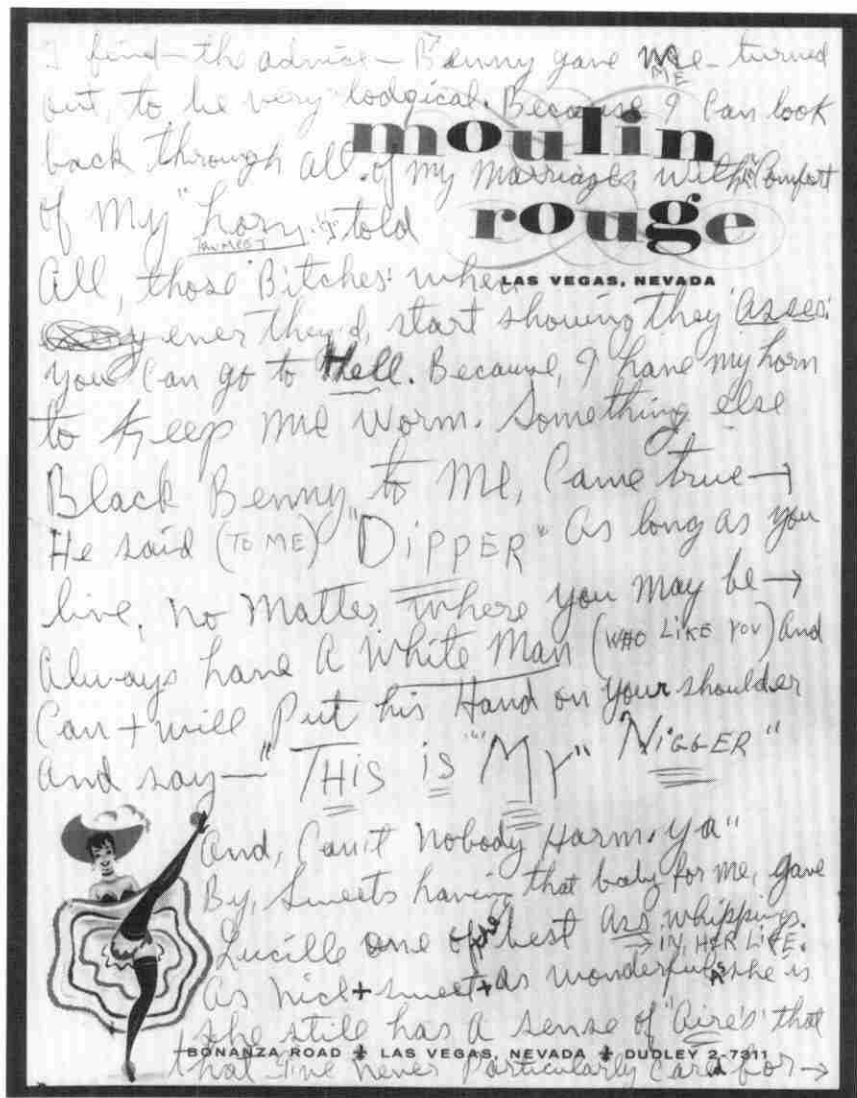 I find—the advice—Benny gave me ME turned
out, to be very "lodgical. Because I can look
moulin
back through all of my marriages with "Comfort
of My "horn." I told
TRUMPET
rouge
All, those "Bitches: when
LAS VEGAS, NEVADA
ever they'd, start showing they 'Asses:
You Can go to Hell. Because, I have my horn
to Keep me worm. Something else
Black Benny to me, Came true→
He said (TO ME) "DIPPER" As long as you
live, no Matter where you may be→
Always have A White Man (WHO LIKE YOU) and
Can + will Put his Hand on your shoulder
and say—"THIS is "My" NIGGER"
And, Can't Nobody Harm. Ya"
By, Sweets having that baby for me, gave
Lucille one of the best Ass, whippings.
→ IN HER LIFE.
As nice + sweet + as wonderful As she is
she still has A sense of "Aire's" that
BONANZA ROAD LAS VEGAS, NEVADA DUDLEY 2-7311
that I've never Particularly Cared for→